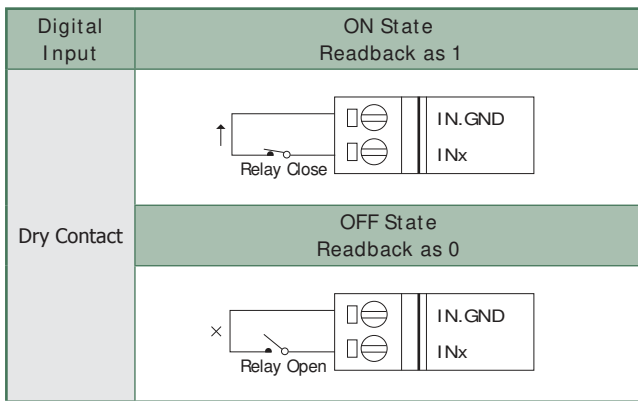 Digital
Input
ON State
Readback as 1
IN.GND
INx
Relay Close
Dry Contact
OFF State
Readback as 0
IN.GND
INx
Relay Open